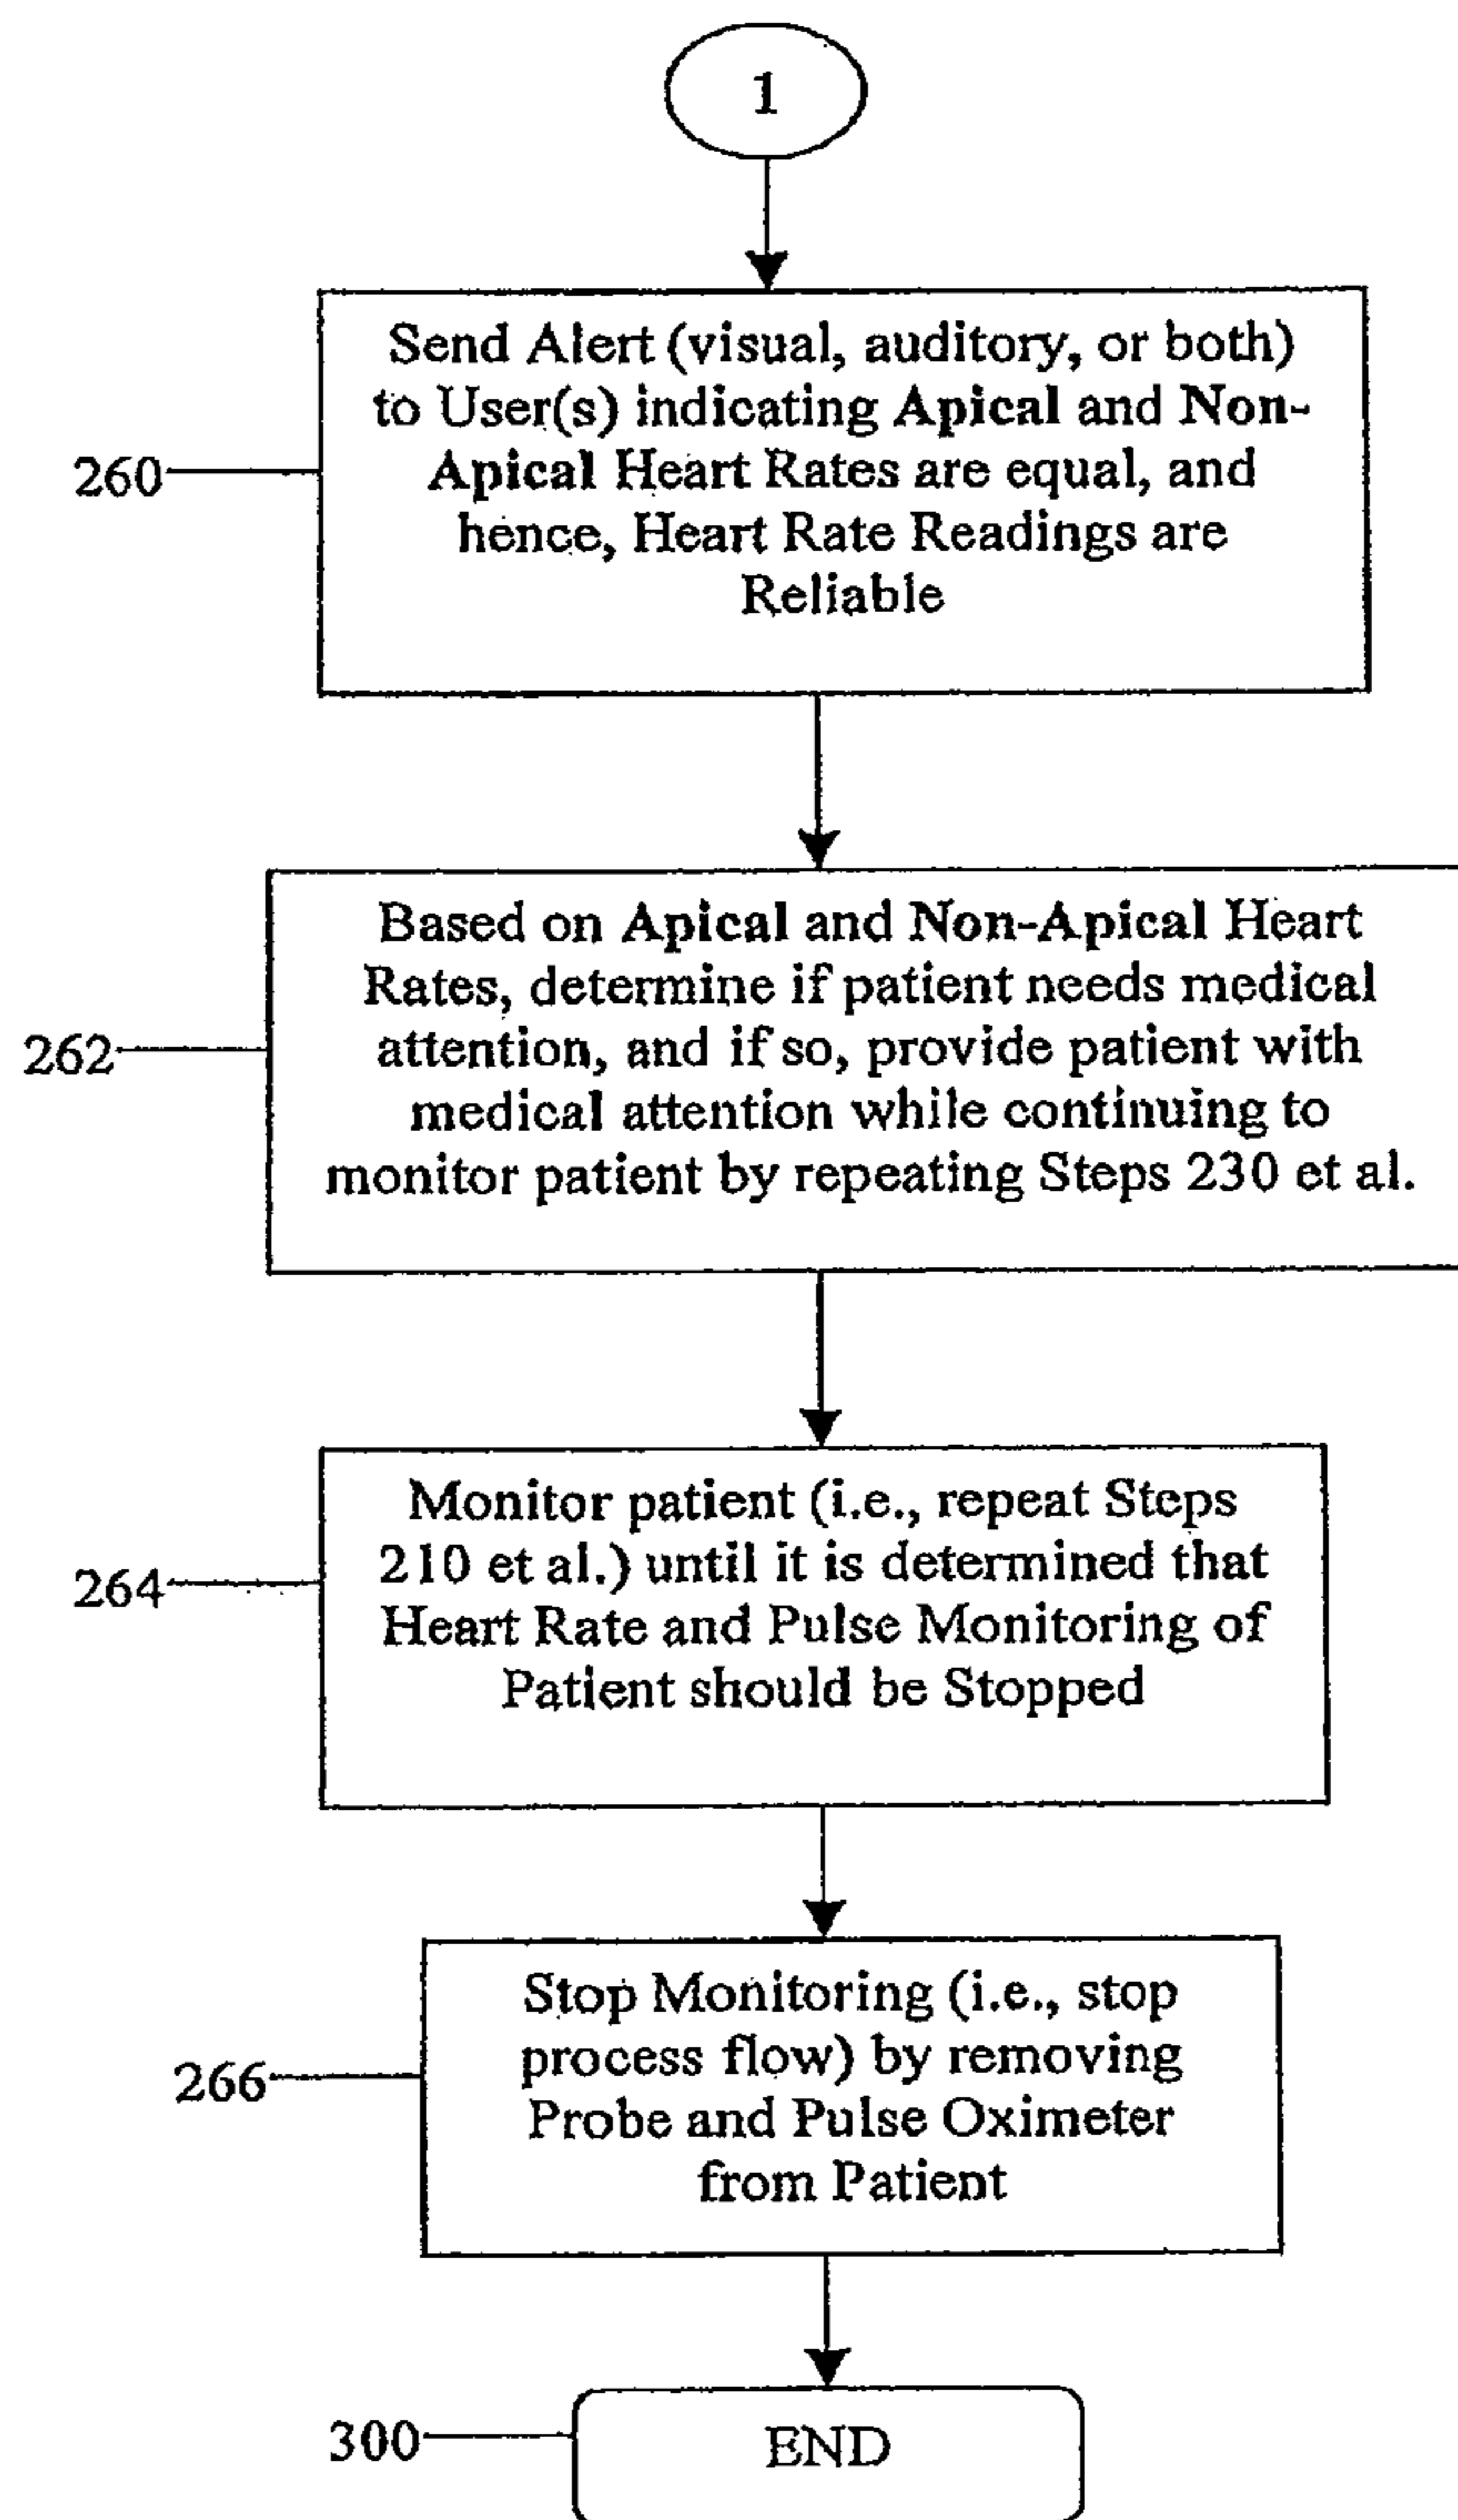 1
Send Alert (visual, auditory, or both)
to User(s) indicating Apical and Non-
Apical Heart Rates are equal, and
hence, Heart Rate Readings are
Reliable
260
Based on Apical and Non-Apical Heart
Rates, determine if patient needs medical
attention, and if so, provide patient with
medical attention while continuing to
monitor patient by repeating Steps 230 et al.
262
Monitor patient (i.e., repeat Steps
210 et al.) until it is determined that
Heart Rate and Pulse Monitoring of
Patient should be Stopped
264
Stop Monitoring (i.e., stop
process flow) by removing
Probe and Pulse Oximeter
from Patient
266
300
END